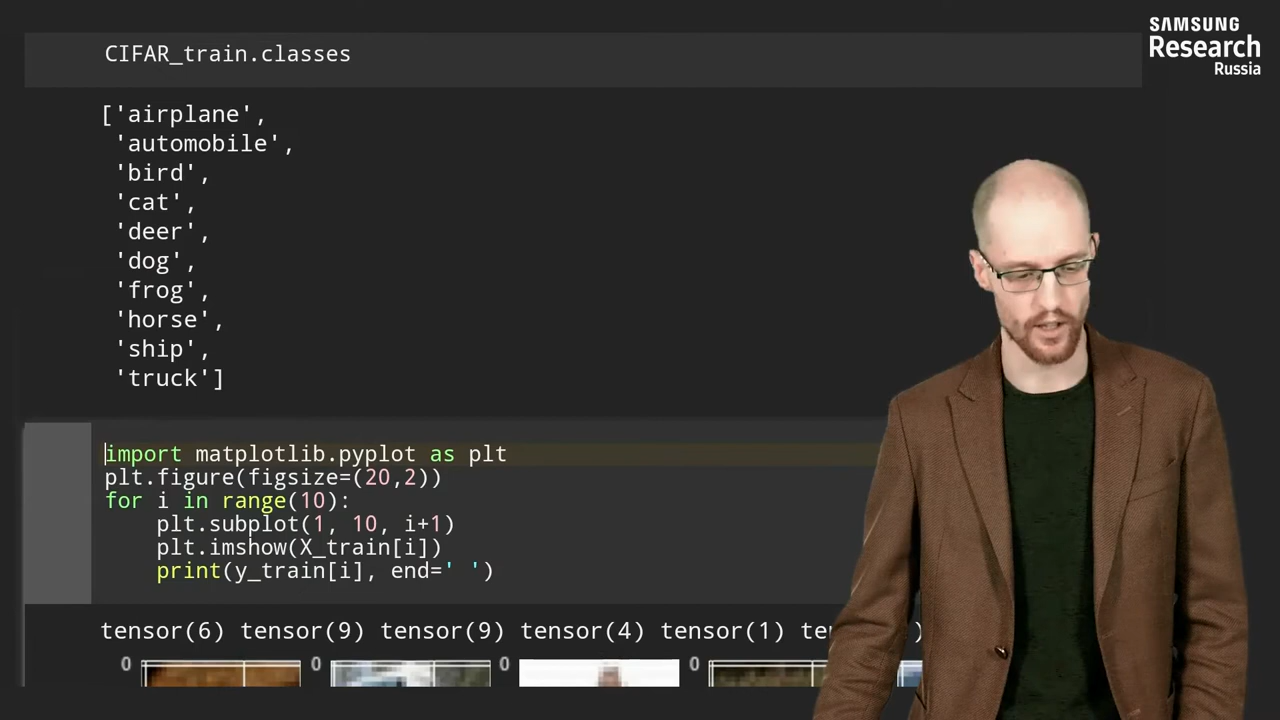 SAMSUNG
Research
Russia
CIFAR_train.classes
['airplane',
'automobile',
'bird',
'cat',
'deer',
'dog',
'frog',
'horse',
'ship',
'truck']
import matplotlib.pyplot as plt
plt.figure(figsize=(20,2))
for i in range(10):
plt.subplot(1, 10, i+1)
plt.imshow(X_train[i])
print(y_train[i], end=' ')
tensor(6) tensor(9) tensor(9) tensor(4) tensor(1)
0 0 0 0